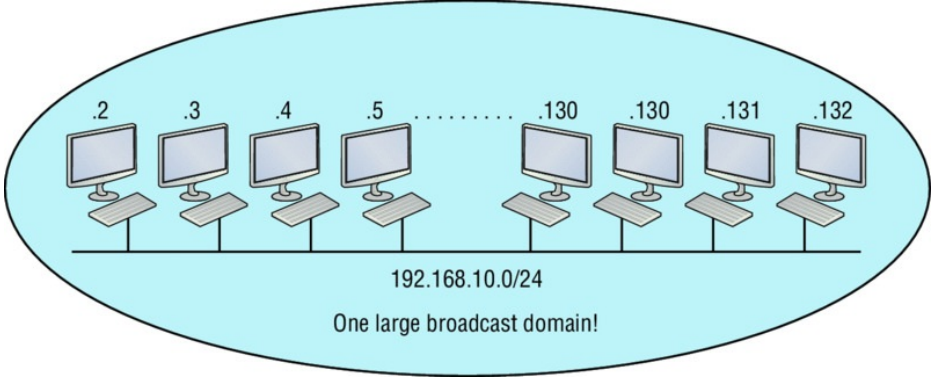 .2 .3 .4 .5 . . . . . . . . . .130 .130 .131 .132
192.168.10.0/24
One large broadcast domain!